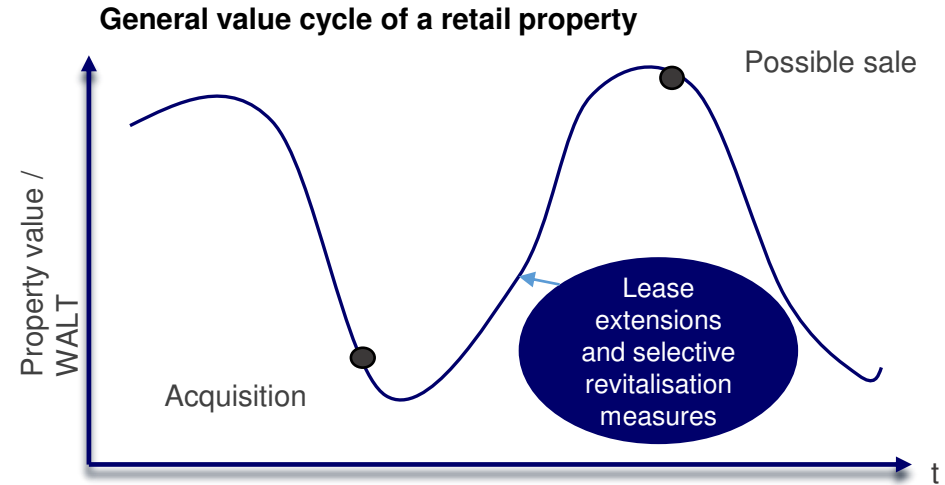 General value cycle of a retail property
Possible sale
Property value /
WALT
Lease
extensions
and selective
revitalisation
measures
Acquisition
t